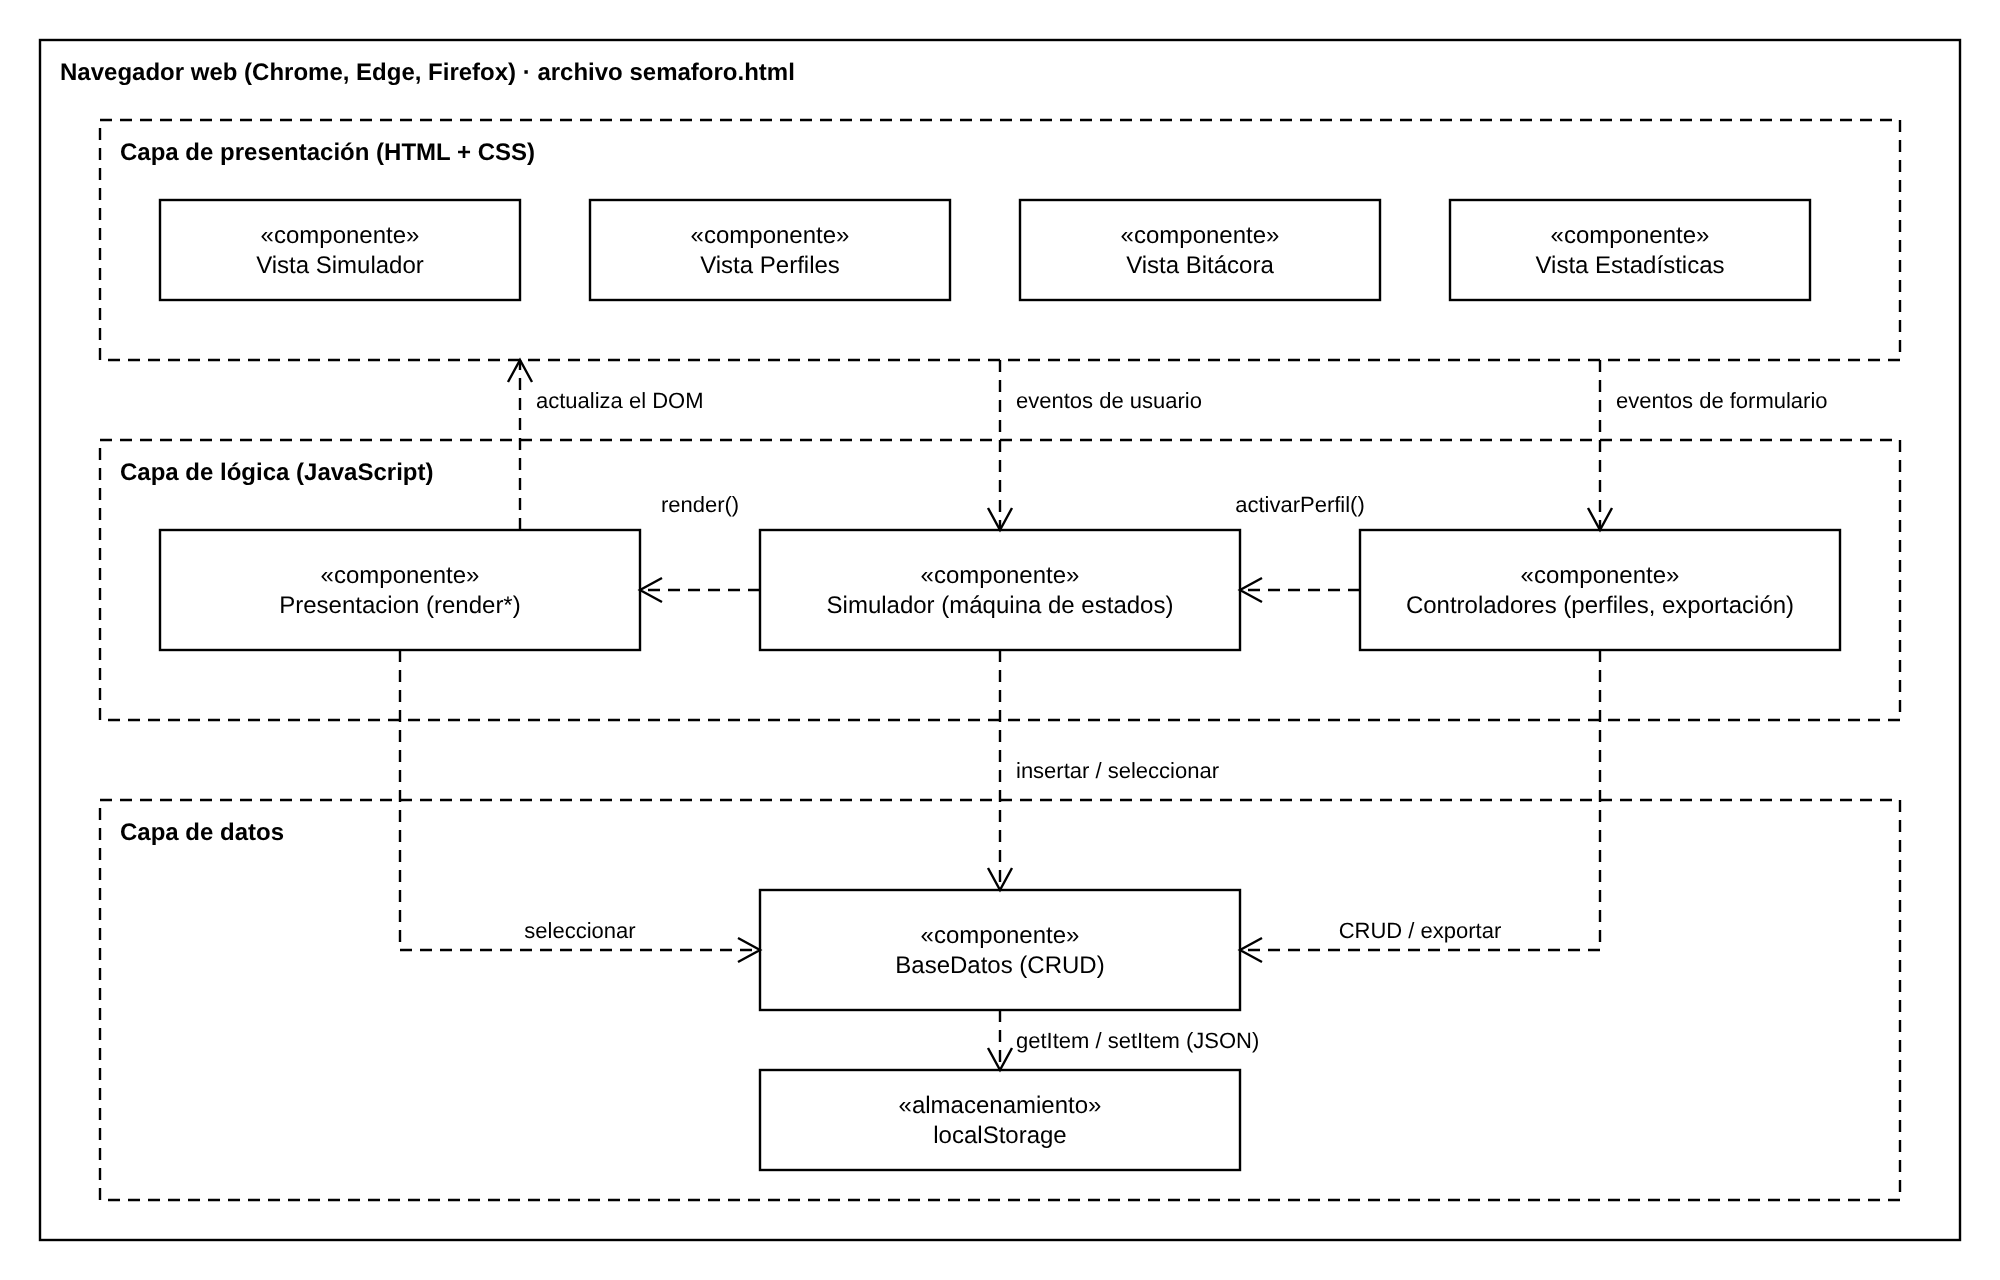 Navegador web (Chrome, Edge, Firefox) · archivo semaforo.html
Capa de presentación (HTML + CSS)
«componente»
Vista Simulador
«componente»
Vista Perfiles
«componente»
Vista Bitácora
«componente»
Vista Estadísticas
actualiza el DOM
eventos de usuario
eventos de formulario
Capa de lógica (JavaScript)
render()
activarPerfil()
«componente»
Presentacion (render*)
«componente»
Simulador (máquina de estados)
«componente»
Controladores (perfiles, exportación)
insertar / seleccionar
Capa de datos
seleccionar
«componente»
BaseDatos (CRUD)
CRUD / exportar
getItem / setItem (JSON)
«almacenamiento»
localStorage